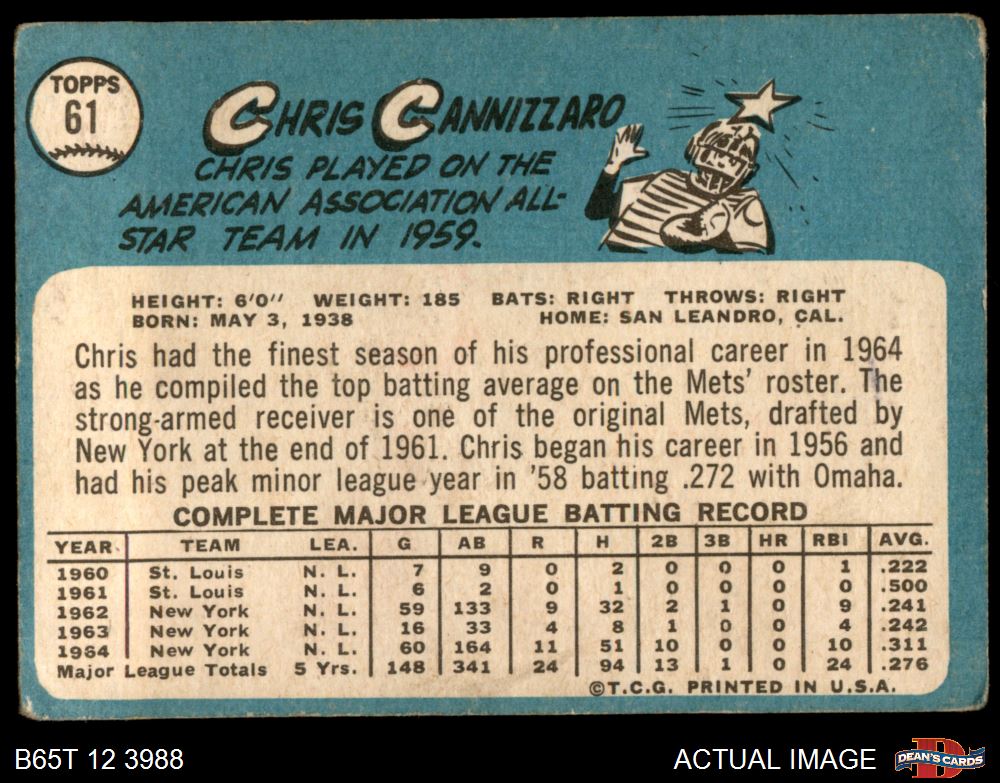 TOPPS
61
CHRIS CANNIZZARO
CHRIS PLAYED ON THE
AMERICAN ASSOCIATION ALL-
STAR TEAM IN 1959.
HEIGHT: 6'0" WEIGHT: 185 BATS: RIGHT THROWS: RIGHT
BORN: MAY 3, 1938 HOME: SAN LEANDRO, CAL.
Chris had the finest season of his professional career in 1964
as he compiled the top batting average on the Mets' roster. The
strong-armed receiver is one of the original Mets, drafted by
New York at the end of 1961. Chris began his career in 1956 and
had his peak minor league year in '58 batting .272 with Omaha.
COMPLETE MAJOR LEAGUE BATTING RECORD
YEAR TEAM LEA. G AB R H 2B 3B HR RBI AVG.
1960 St. Louis N. L. 7 9 0 2 0 0 0 1 .222
1961 St. Louis N. L. 6 2 0 1 0 0 0 0 .500
1962 New York N. L. 59 133 9 32 2 1 0 9 .241
1963 New York N. L. 16 33 4 8 1 0 0 4 .242
1964 New York N. L. 60 164 11 51 10 0 0 10 .311
Major League Totals 5 Yrs. 148 341 24 94 13 1 0 24 .276
©T.C.G. PRINTED IN U.S.A.
B65T 12 3988 ACTUAL IMAGE
DEAN'S CARDS